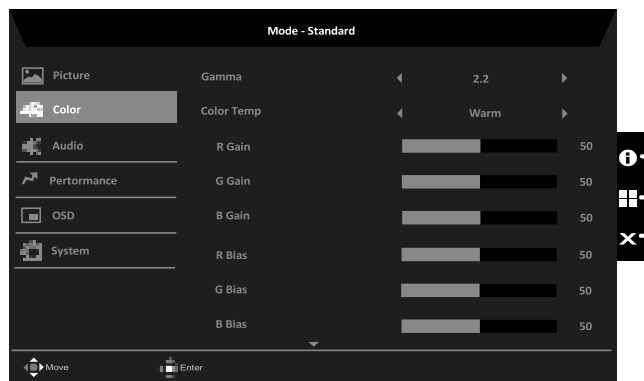 Mode - Standard
Picture
Color
Audio
Pertormance
OSD
System
Gamma 2.2
Color Temp Warm
R Gain 50
G Gain 50
B Gain 50
R Bias 50
G Bias 50
B Bias 50
Move Enter